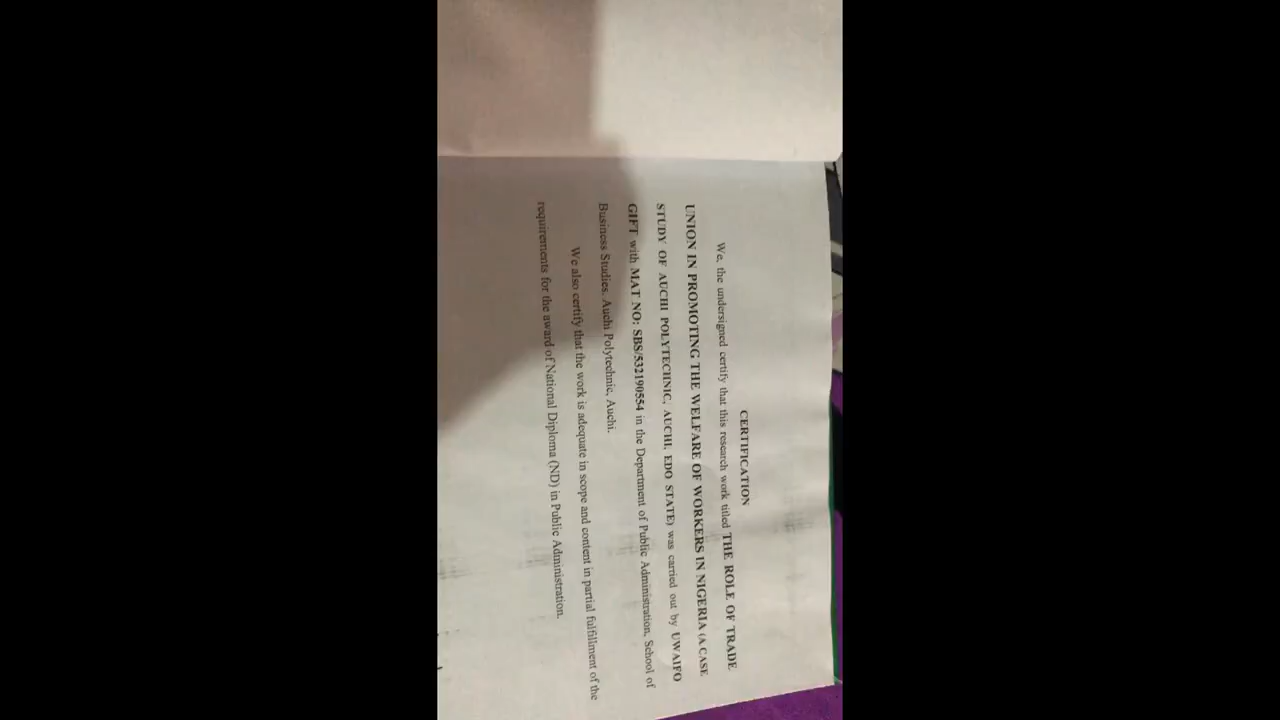 CERTIFICATION
We, the undersigned certify that this research work titled THE ROLE OF TRADE
UNION IN PROMOTING THE WELFARE OF WORKERS IN NIGERIA (A CASE
STUDY OF AUCHI POLYTECHNIC, AUCHI, EDO STATE) was carried out by UWAIFO
GIFT with MAT NO: SBS/532190554 in the Department of Public Administration, School of
Business Studies. Auchi Polytechnic, Auchi.
We also certify that the work is adequate in scope and content in partial fulfillment of the
requirements for the award of National Diploma (ND) in Public Administration.